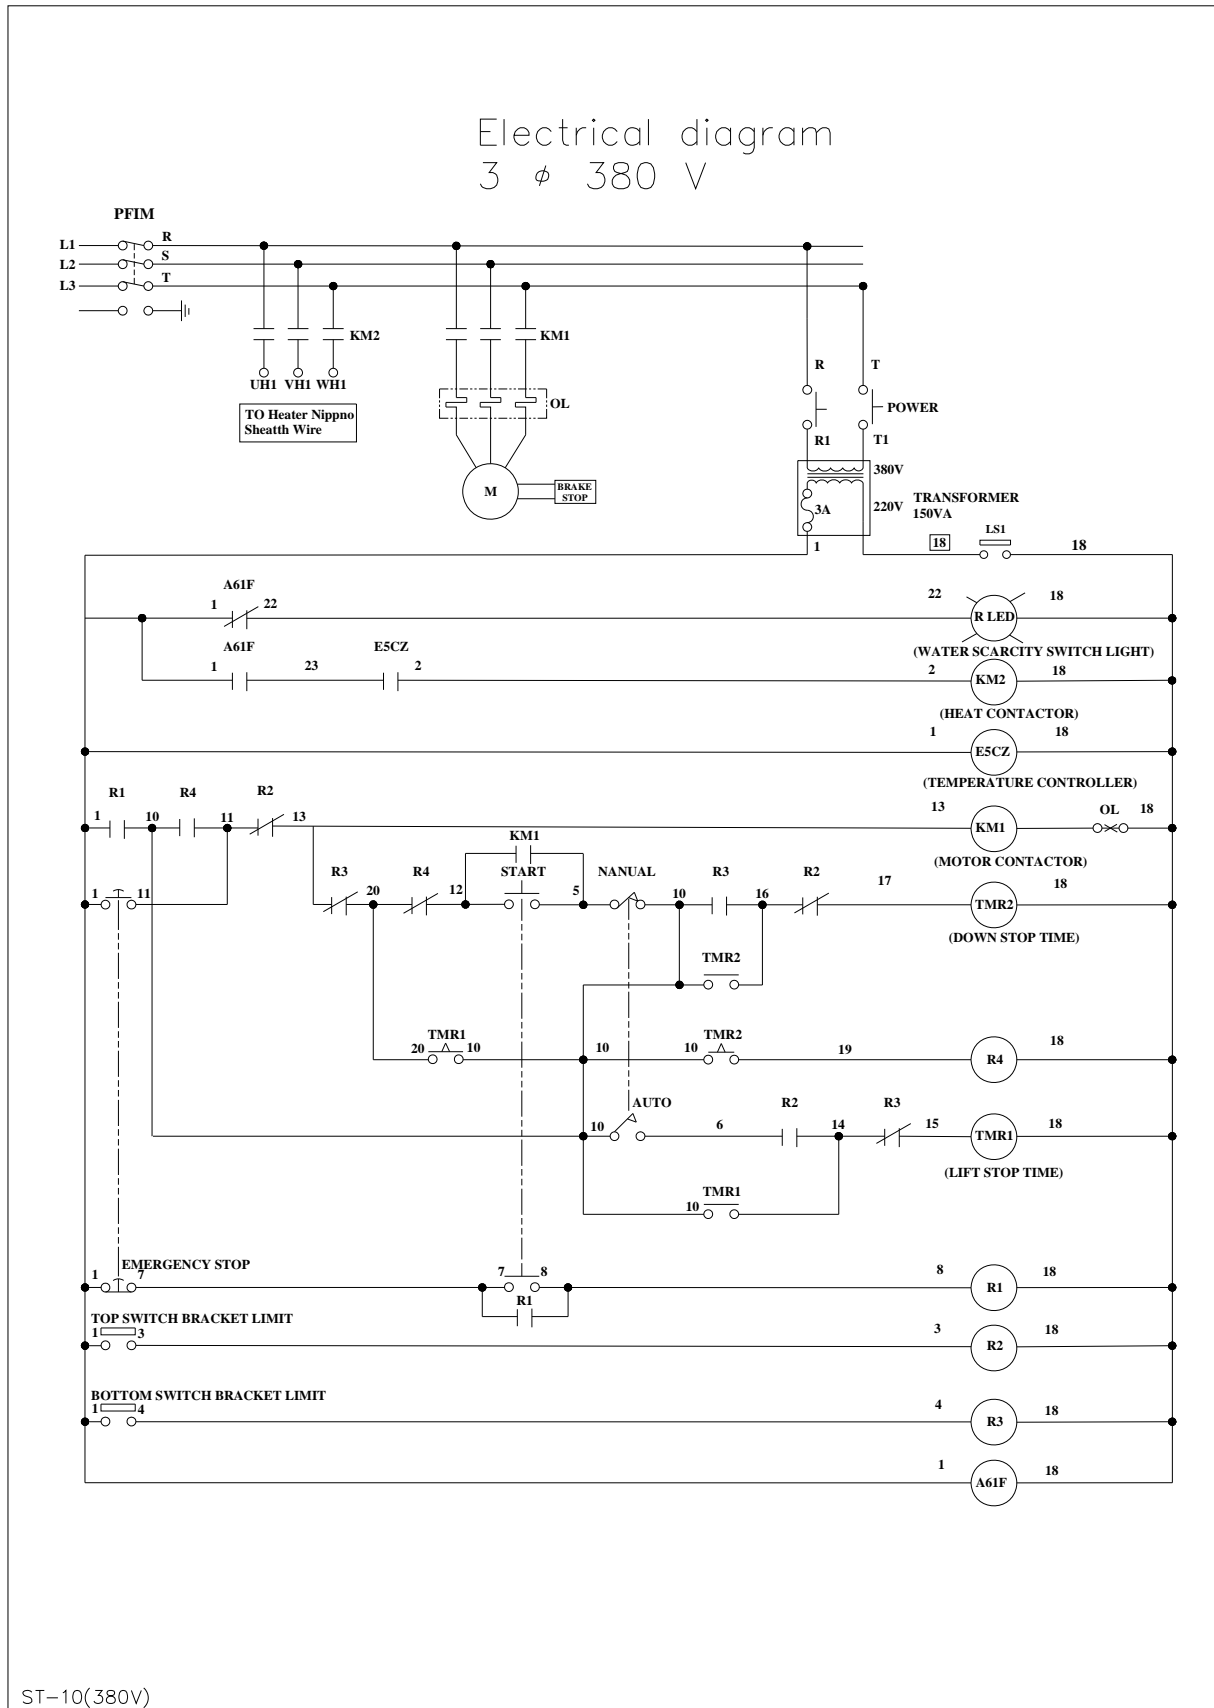 Electrical diagram
3 ϕ 380 V
PFIM
L1 R
L2 S
L3 T
KM2 KM1
UH1 VH1 WH1
TO Heater Nippno
Sheatth Wire
OL
R T
POWER
R1 T1
M
BRAKE
STOP
380V
3A 220V
TRANSFORMER
150VA
LS1
1 18 18
A61F
1 22 22 R LED 18
(WATER SCARCITY SWITCH LIGHT)
A61F E5CZ
1 23 2 2 KM2 18
(HEAT CONTACTOR)
1 E5CZ 18
(TEMPERATURE CONTROLLER)
R1 R4 R2
1 10 11 13 13 KM1 OL 18
(MOTOR CONTACTOR)
KM1
R3 R4 START NANUAL R3 R2
1 11 20 12 5 10 16 17 TMR2 18
(DOWN STOP TIME)
TMR2
TMR1 TMR2
20 10 10 10 19 R4 18
AUTO R2 R3
10 6 14 15 TMR1 18
(LIFT STOP TIME)
TMR1
10
EMERGENCY STOP
1 7 7 8 8 R1 18
R1
TOP SWITCH BRACKET LIMIT
1 3 3 R2 18
BOTTOM SWITCH BRACKET LIMIT
1 4 4 R3 18
1 A61F 18
ST-10(380V)